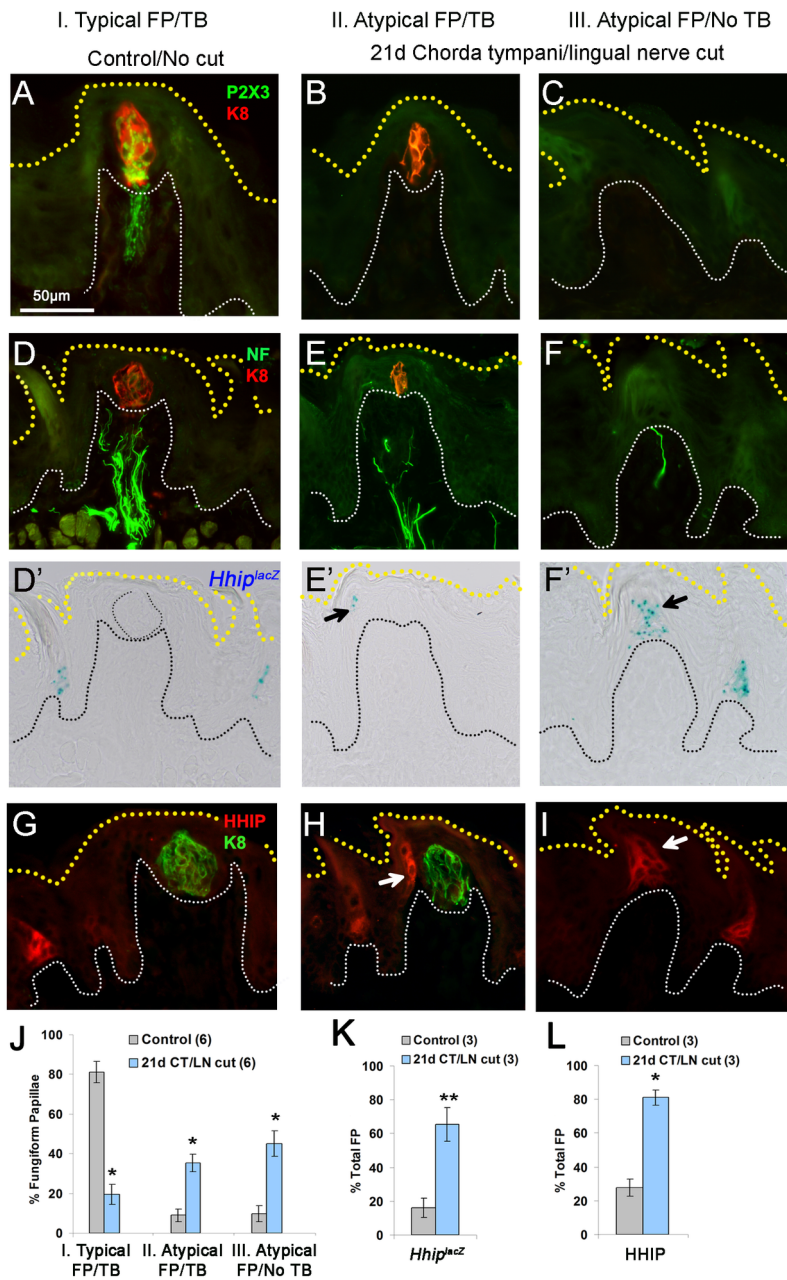 I. Typical FP/TB
II. Atypical FP/TB
III. Atypical FP/No TB
Control/No cut
21d Chorda tympani/lingual nerve cut
A
P2X3
K8
50µm
B
C
D
NF
K8
E
F
D’
Hhip^lacZ
E’
F’
G
HHIP
K8
H
I
J
Control (6)
21d CT/LN cut (6)
% Fungiform Papillae
100
80
60
40
20
0
*
*
*
I. Typical
FP/TB
II. Atypical
FP/TB
III. Atypical
FP/No TB
K
Control (3)
21d CT/LN cut (3)
% Total FP
100
80
60
40
20
0
**
Hhip^lacZ
L
Control (3)
21d CT/LN cut (3)
% Total FP
100
80
60
40
20
0
*
HHIP